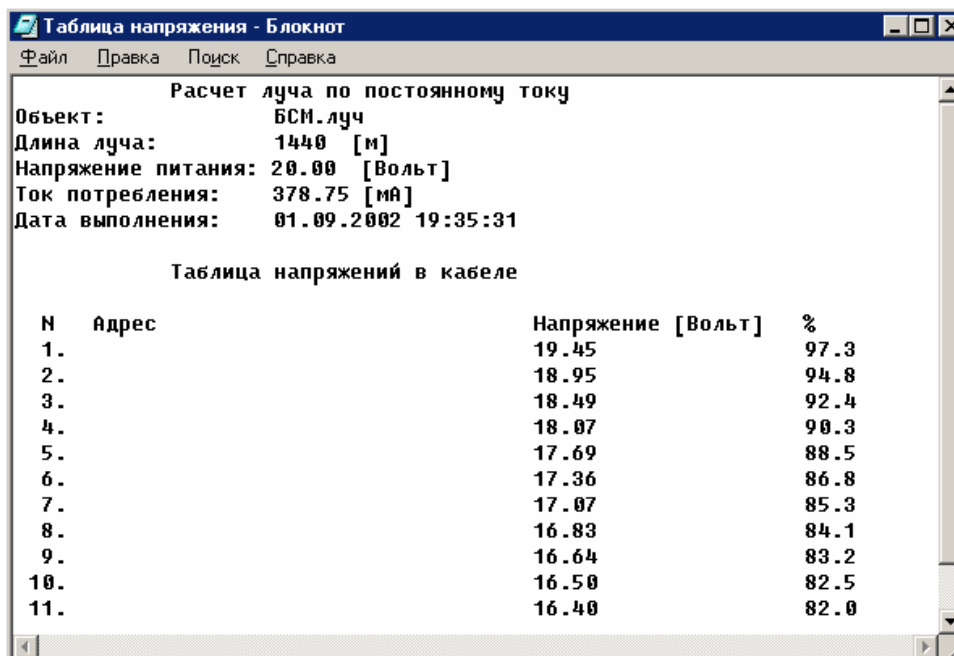 Таблица напряжения - Блокнот
Файл Правка Поиск Справка
Расчет луча по постоянному току
Объект: БСМ.луч
Длина луча: 1440 [м]
Напряжение питания: 20.00 [Вольт]
Ток потребления: 378.75 [мА]
Дата выполнения: 01.09.2002 19:35:31
Таблица напряжений в кабеле
N Адрес Напряжение [Вольт] %
1. 19.45 97.3
2. 18.95 94.8
3. 18.49 92.4
4. 18.07 90.3
5. 17.69 88.5
6. 17.36 86.8
7. 17.07 85.3
8. 16.83 84.1
9. 16.64 83.2
10. 16.50 82.5
11. 16.40 82.0